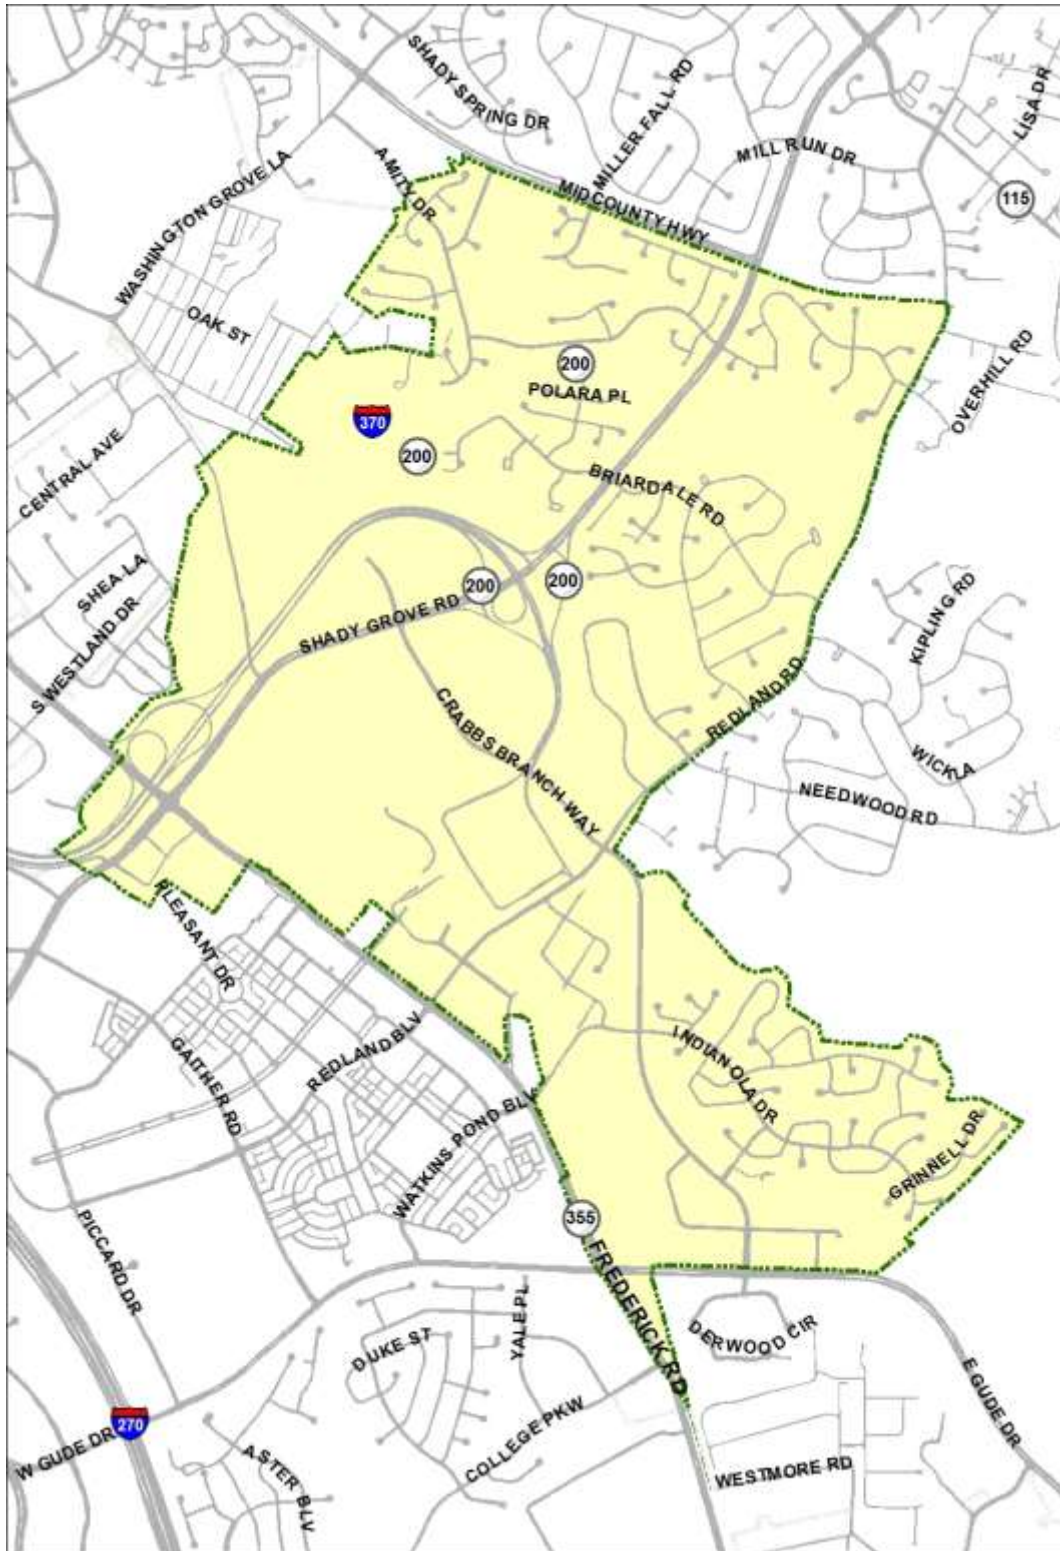 SHADY SPRING DR
MILLER FALL RD
LISA DR
MILL RUN DR
WASHINGTON GROVE LA
AMITY DR
MIDCOUNTY HWY
115
OAK ST
200
POLARA PL
OVERHILL RD
370
200
CENTRAL AVE
BRIARDALE RD
SHEA LA
200
200
KIPLING RD
S WESTLAND DR
SHADY GROVE RD
REDLAND RD
CRABBS BRANCH WAY
WICK LA
NEEDWOOD RD
PLEASANT DR
GAITHER RD
REDLAND BLV
INDIANOLA DR
WATKINS POND BLV
GRINNELL DR
PICCARD DR
355
FREDERICK RD
YALE PL
DUKE ST
DERWOOD CIR
E GUDE DR
270
W GUDE DR
ASTER BLV
COLLEGE PKW
WESTMORE RD